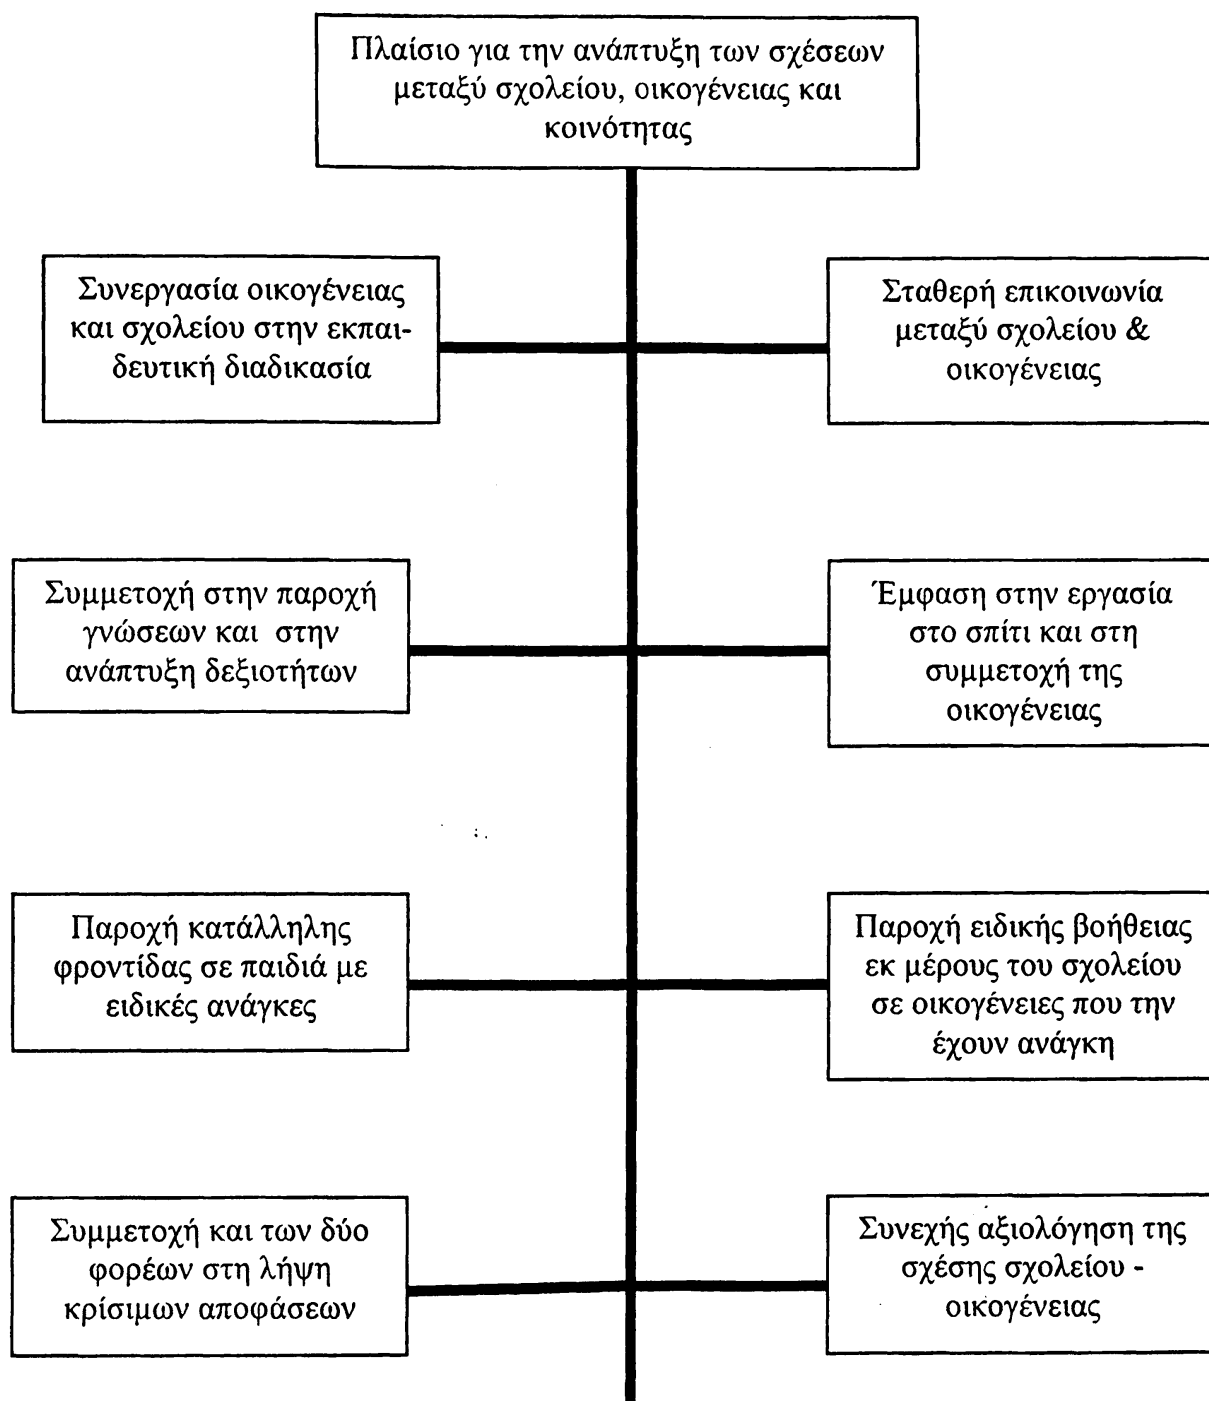 Πλαίσιο για την ανάπτυξη των σχέσεων
μεταξύ σχολείου, οικογένειας και
κοινότητας
Συνεργασία οικογένειας
και σχολείου στην εκπαι-
δευτική διαδικασία
Σταθερή επικοινωνία
μεταξύ σχολείου &
οικογένειας
Συμμετοχή στην παροχή
γνώσεων και στην
ανάπτυξη δεξιοτήτων
Έμφαση στην εργασία
στο σπίτι και στη
συμμετοχή της
οικογένειας
Παροχή κατάλληλης
φροντίδας σε παιδιά με
ειδικές ανάγκες
Παροχή ειδικής βοήθειας
εκ μέρους του σχολείου
σε οικογένειες που την
έχουν ανάγκη
Συμμετοχή και των δύο
φορέων στη λήψη
κρίσιμων αποφάσεων
Συνεχής αξιολόγηση της
σχέσης σχολείου -
οικογένειας